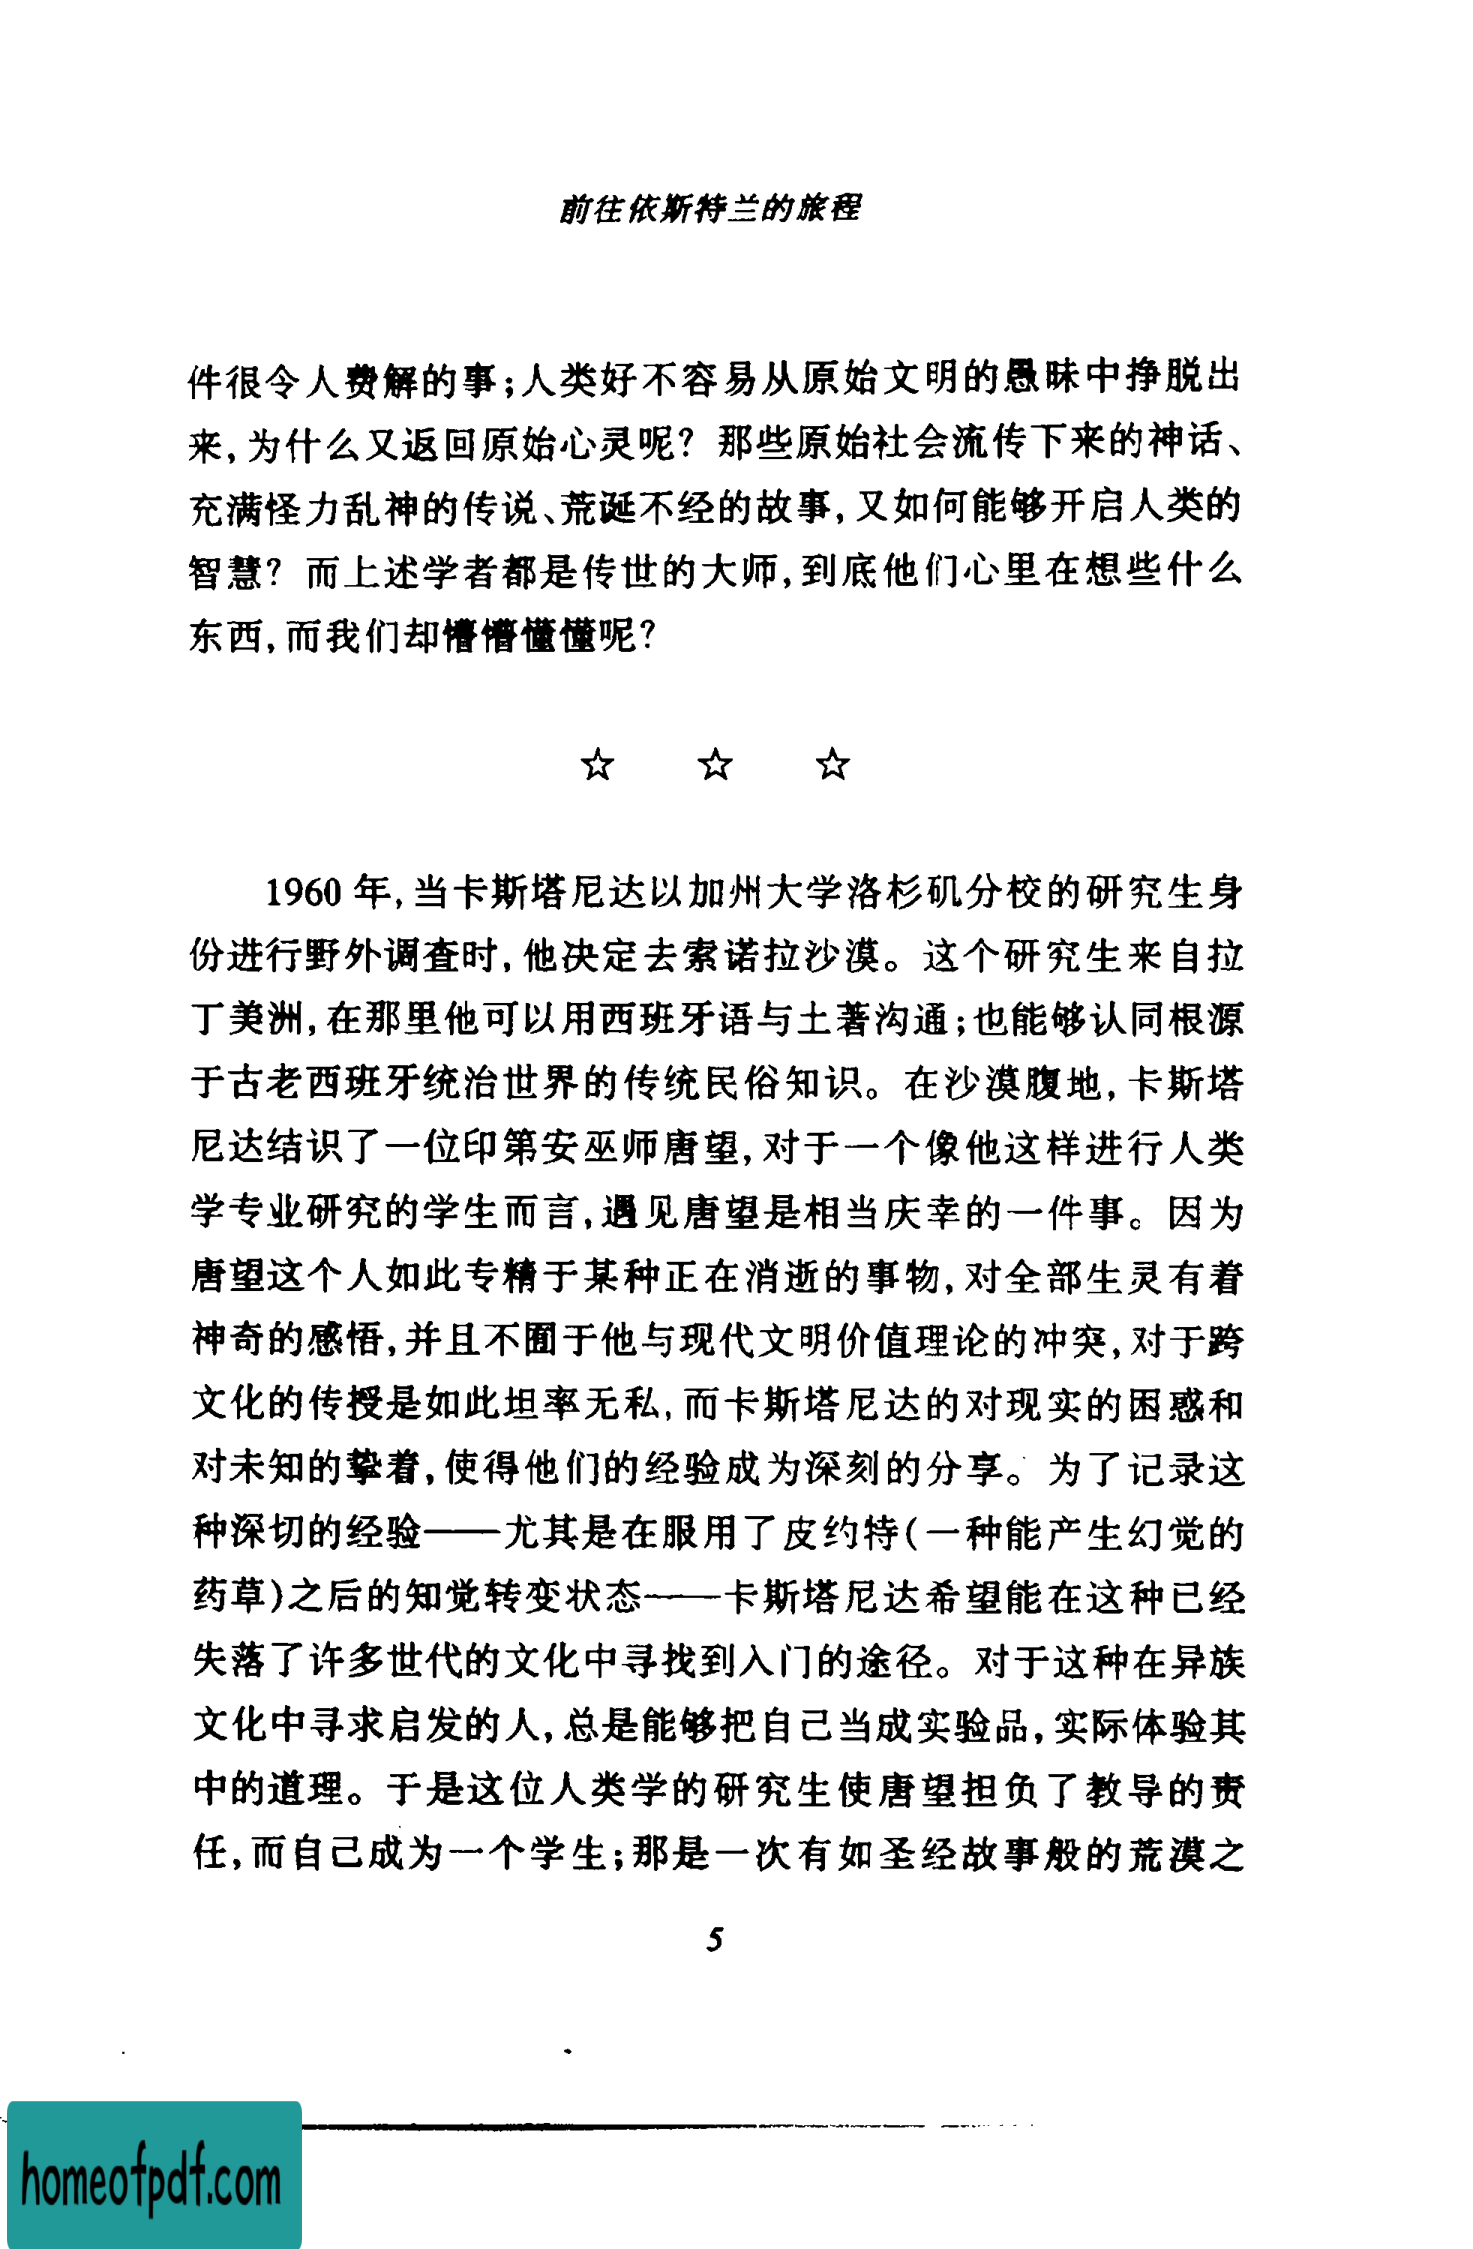 前往依斯特兰的旅程
件很令人费解的事;人类好不容易从原始文明的愚昧中挣脱出
来,为什么又返回原始心灵呢? 那些原始社会流传下来的神话、
充满怪力乱神的传说、荒诞不经的故事,又如何能够开启人类的
智慧? 而上述学者都是传世的大师,到底他们心里在想些什么
东西,而我们却懵懵懂懂呢?
☆ ☆ ☆
1960 年,当卡斯塔尼达以加州大学洛杉矶分校的研究生身
份进行野外调查时,他决定去索诺拉沙漠。这个研究生来自拉
丁美洲,在那里他可以用西班牙语与土著沟通;也能够认同根源
于古老西班牙统治世界的传统民俗知识。在沙漠腹地,卡斯塔
尼达结识了一位印第安巫师唐望,对于一个像他这样进行人类
学专业研究的学生而言,遇见唐望是相当庆幸的一件事。因为
唐望这个人如此专精于某种正在消逝的事物,对全部生灵有着
神奇的感悟,并且不囿于他与现代文明价值理论的冲突,对于跨
文化的传授是如此坦率无私,而卡斯塔尼达的对现实的困惑和
对未知的挚着,使得他们的经验成为深刻的分享。为了记录这
种深切的经验——尤其是在服用了皮约特(一种能产生幻觉的
药草)之后的知觉转变状态——卡斯塔尼达希望能在这种已经
失落了许多世代的文化中寻找到入门的途径。对于这种在异族
文化中寻求启发的人,总是能够把自己当成实验品,实际体验其
中的道理。于是这位人类学的研究生使唐望担负了教导的责
任,而自己成为一个学生;那是一次有如圣经故事般的荒漠之
5
homeofpdf.com